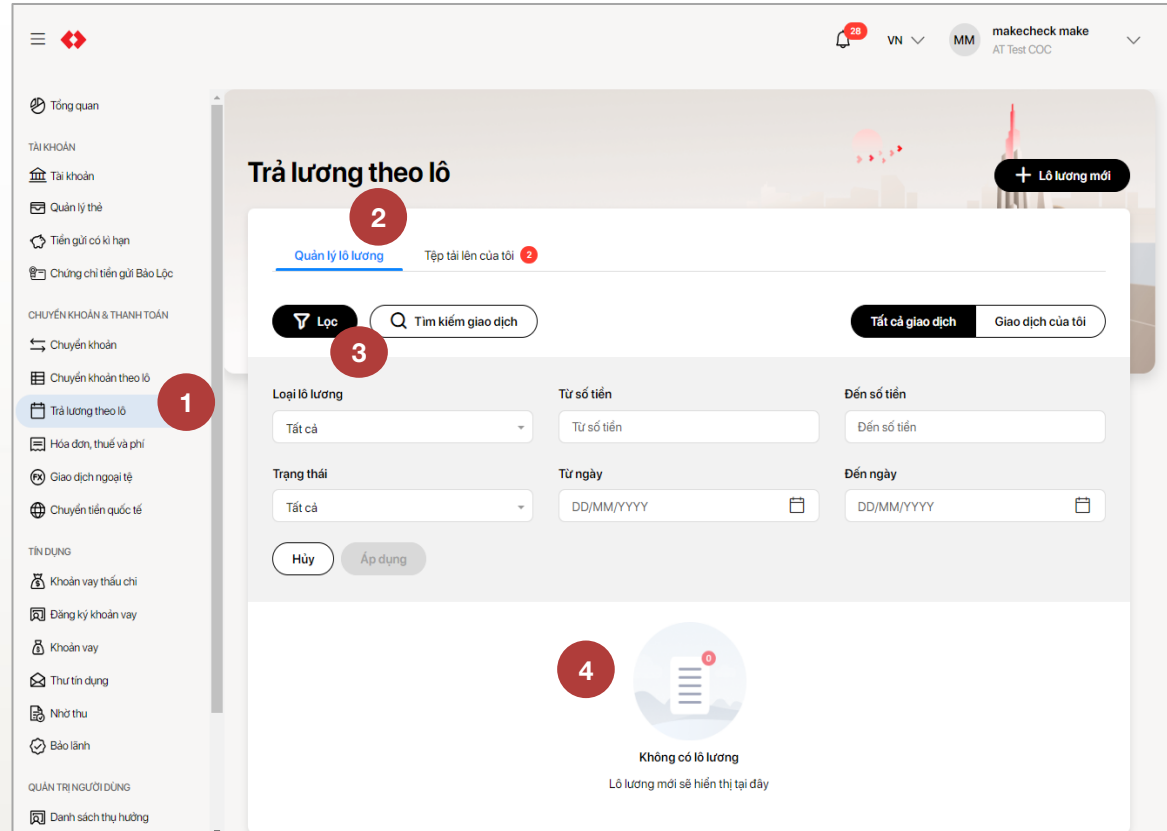 28
VN
MM
makecheck make
AT Test COC
Tổng quan
TÀI KHOẢN
Tài khoản
Quản lý thẻ
Tiền gửi có kì hạn
Chứng chỉ tiền gửi Bảo Lộc
CHUYỂN KHOẢN & THANH TOÁN
Chuyển khoản
Chuyển khoản theo lô
Trả lương theo lô
1
Hóa đơn, thuế và phí
FX
Giao dịch ngoại tệ
Chuyển tiền quốc tế
TÍN DỤNG
Khoản vay thấu chi
Đăng ký khoản vay
Khoản vay
Thư tín dụng
Nhờ thu
Bảo lãnh
QUẢN TRỊ NGƯỜI DÙNG
Danh sách thụ hưởng
Trả lương theo lô
+ Lô lương mới
2
Quản lý lô lương
Tệp tải lên của tôi 2
Lọc
Tìm kiếm giao dịch
Tất cả giao dịch
Giao dịch của tôi
3
Loại lô lương
Từ số tiền
Đến số tiền
Tất cả
Từ số tiền
Đến số tiền
Trạng thái
Từ ngày
Đến ngày
Tất cả
DD/MM/YYYY
DD/MM/YYYY
Hủy
Áp dụng
4
0
Không có lô lương
Lô lương mới sẽ hiển thị tại đây